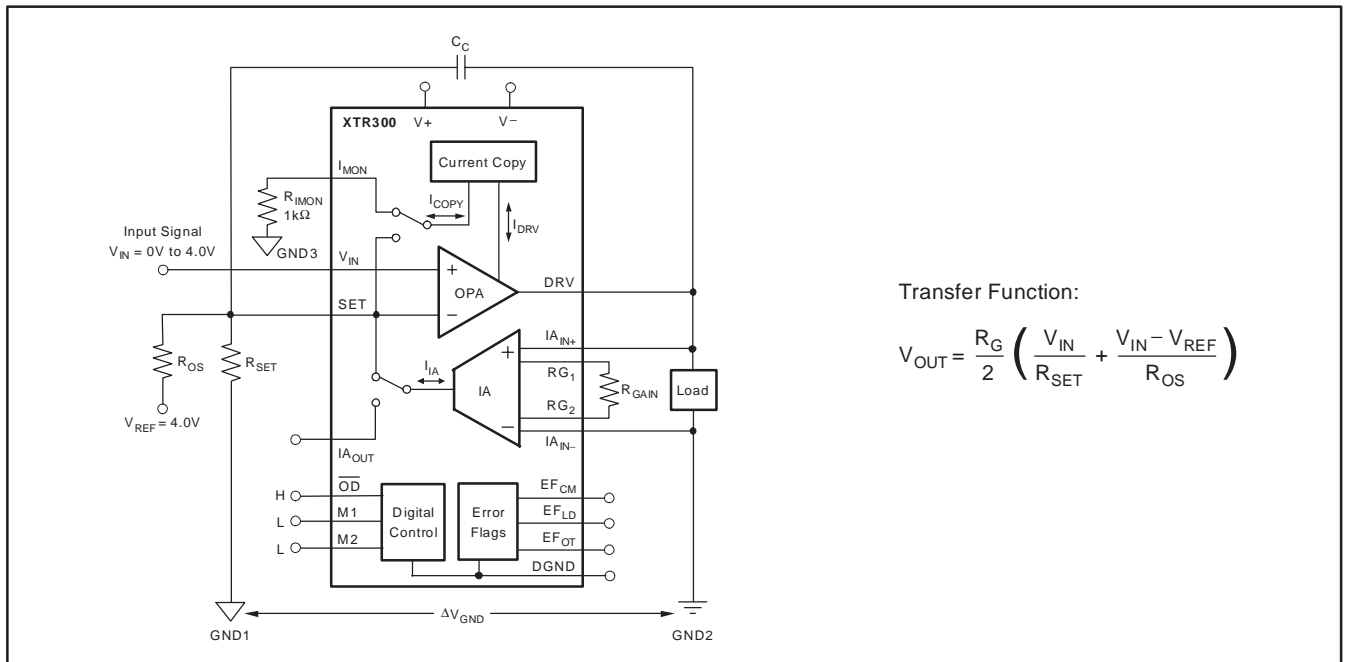 C_C
XTR300
V+
V−
Current Copy
I_MON
R_IMON
1kΩ
GND3
I_COPY
I_DRV
Input Signal
V_IN = 0V to 4.0V
V_IN
+
OPA
−
DRV
SET
R_OS
R_SET
V_REF = 4.0V
I_IA
IA
+
−
IA_IN+
RG_1
R_GAIN
RG_2
IA_IN−
Load
IA_OUT
H
OD
L
M1
L
M2
Digital
Control
Error
Flags
EF_CM
EF_LD
EF_OT
DGND
ΔV_GND
GND1
GND2
Transfer Function:
V_OUT = R_G/2 ( V_IN/R_SET + V_IN − V_REF/R_OS )